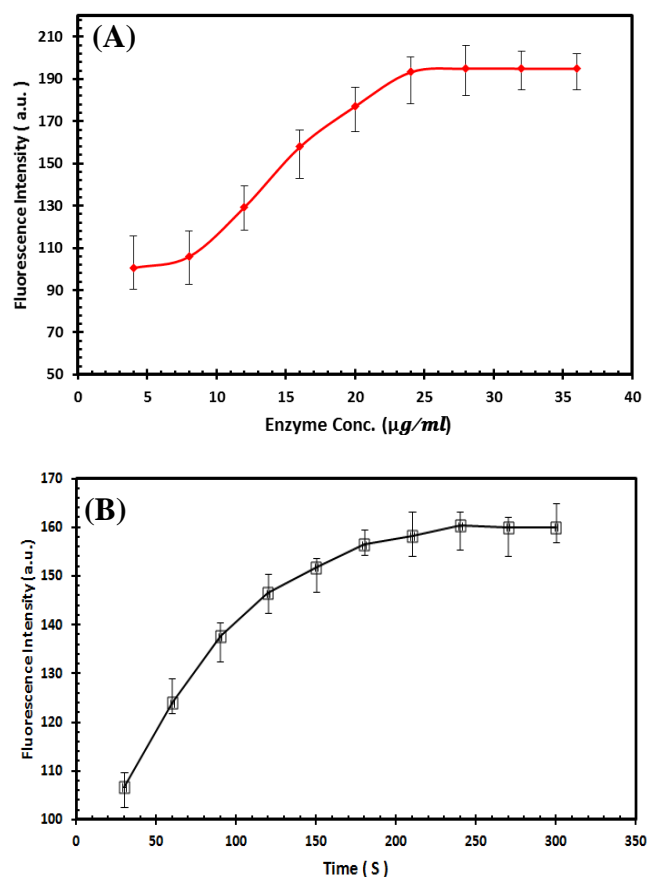 (A)
Fluorescence Intensity ( a.u.)
210
190
170
150
130
110
90
70
50
0 5 10 15 20 25 30 35 40
Enzyme Conc. (μg/ml)
(B)
Fluorescence Intensity (a.u.)
170
160
150
140
130
120
110
100
0 50 100 150 200 250 300 350
Time ( S )